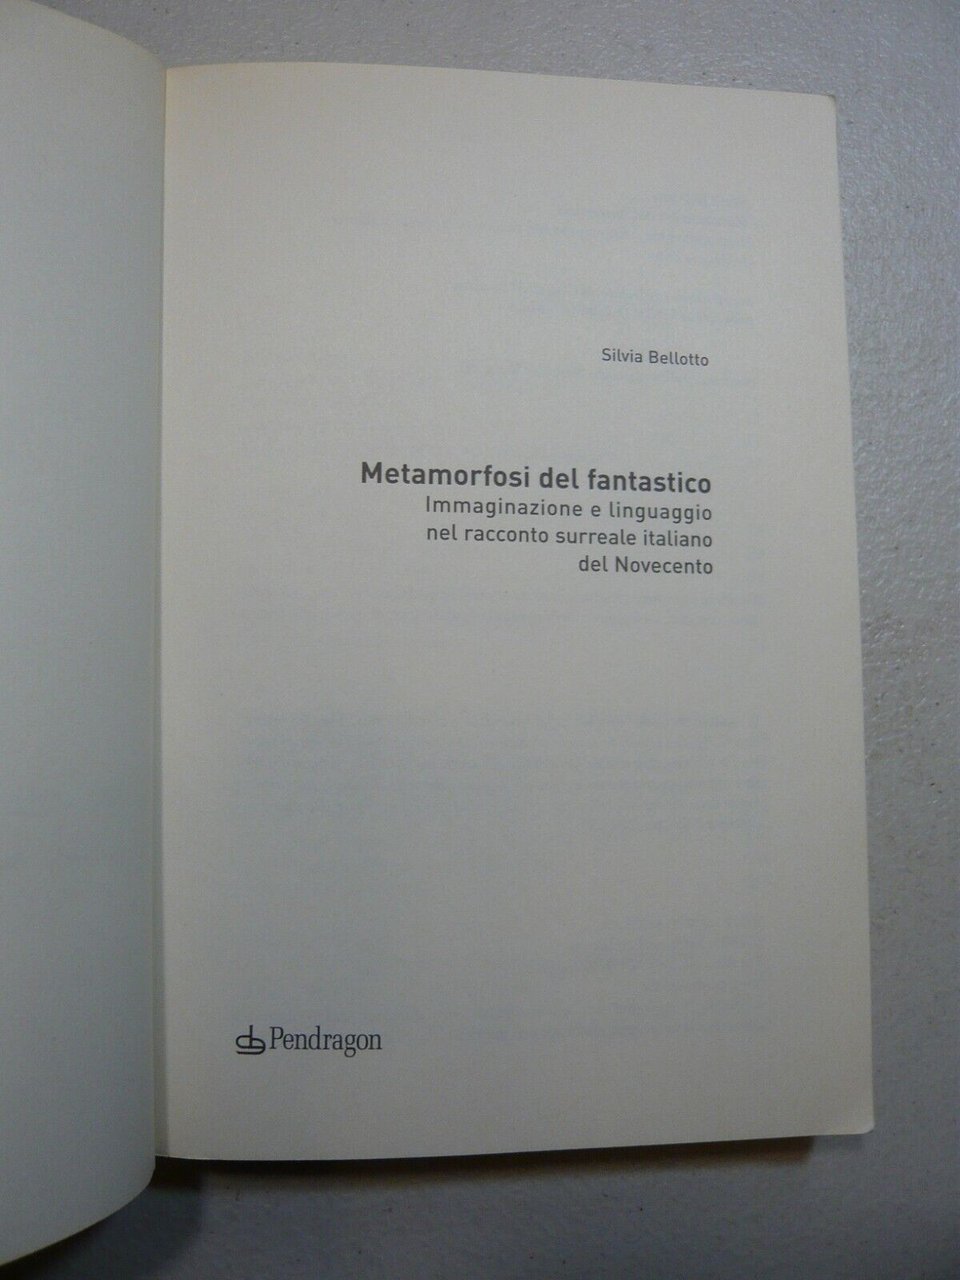 Silvia Bellotto
Metamorfosi del fantastico
Immaginazione e linguaggio
nel racconto surreale italiano
del Novecento
Pendragon